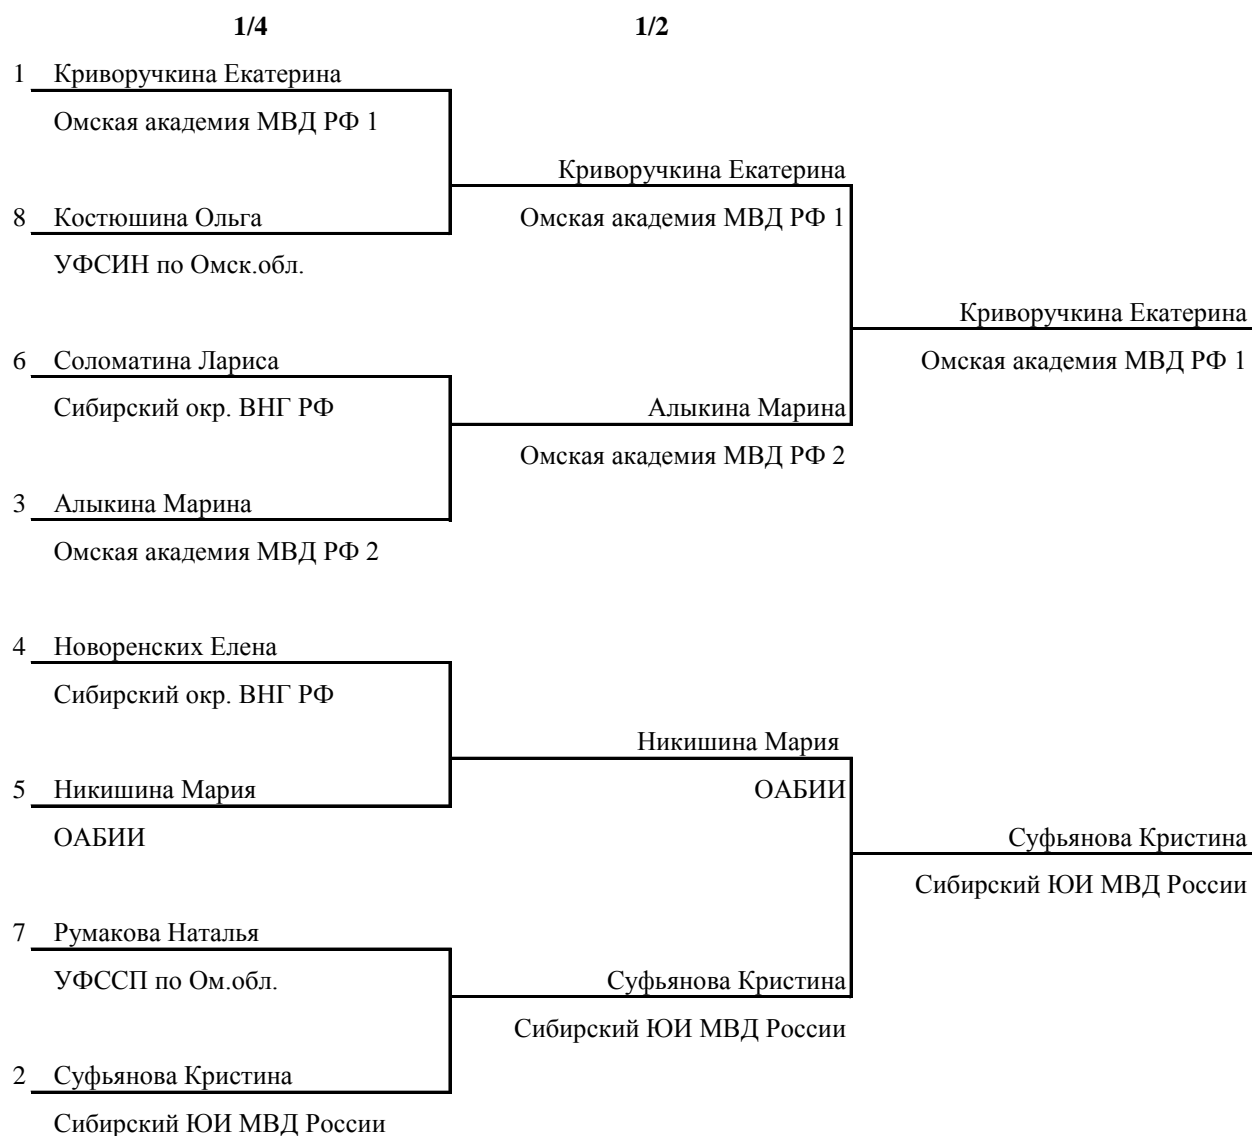 1/4
1/2
1 Криворучкина Екатерина
Омская академия МВД РФ 1
Криворучкина Екатерина
8 Костюшина Ольга
Омская академия МВД РФ 1
УФСИН по Омск.обл.
Криворучкина Екатерина
6 Соломатина Лариса
Омская академия МВД РФ 1
Сибирский окр. ВНГ РФ
Алыкина Марина
Омская академия МВД РФ 2
3 Алыкина Марина
Омская академия МВД РФ 2
4 Новоренских Елена
Сибирский окр. ВНГ РФ
Никишина Мария
5 Никишина Мария
ОАБИИ
ОАБИИ
Суфьянова Кристина
Сибирский ЮИ МВД России
7 Румакова Наталья
УФССП по Ом.обл.
Суфьянова Кристина
Сибирский ЮИ МВД России
2 Суфьянова Кристина
Сибирский ЮИ МВД России